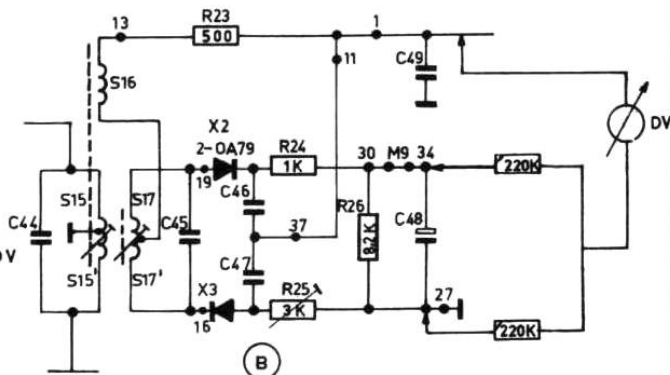 13
R23
500
1
11
C49
S16
DV
X2
2-OA79
R24
1K
30
M9
34
220K
19
C46
S15
S17
C44
C45
37
R26
8.2K
C48
V
S15'
S17'
C47
X3
R25
3K
16
27
220K
B